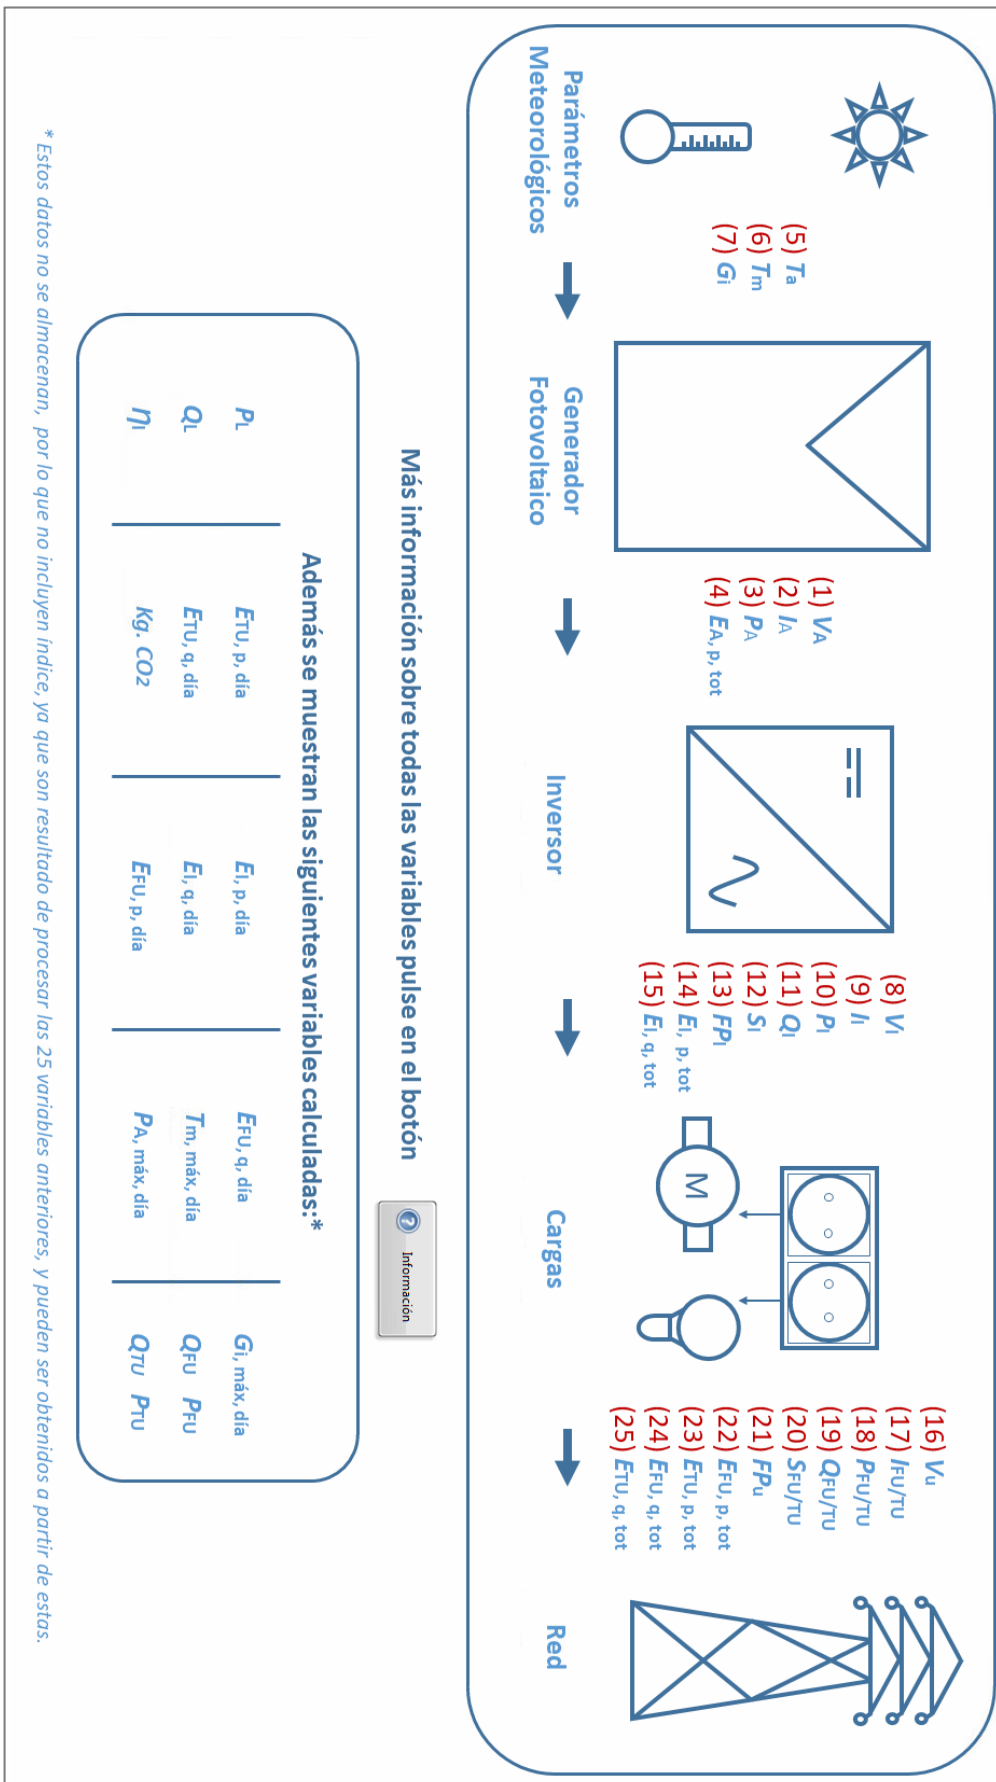 (5) Ta
(6) Tm
(7) Gi
Parámetros
Meteorológicos
(1) VA
(2) IA
(3) PA
(4) EA, p, tot
Generador
Fotovoltaico
(8) VI
(9) II
(10) PI
(11) QI
(12) SI
(13) FPI
(14) EI, p, tot
(15) EI, q, tot
Inversor
M
Cargas
(16) Vu
(17) IFU/TU
(18) PFU/TU
(19) QFU/TU
(20) SFU/TU
(21) FPu
(22) EFU, p, tot
(23) ETU, p, tot
(24) EFU, q, tot
(25) ETU, q, tot
Red
Más información sobre todas las variables pulse en el botón
? Información
Además se muestran las siguientes variables calculadas:*
PL
QL
ηI
ETU, p, día
ETU, q, día
Kg. CO2
EI, p, día
EI, q, día
EFU, p, día
EFU, q, día
Tm, máx, día
PA, máx, día
Gi, máx, día
QFU PFU
QTU PTU
* Estos datos no se almacenan, por lo que no incluyen índice, ya que son resultado de procesar las 25 variables anteriores, y pueden ser obtenidos a partir de estas.